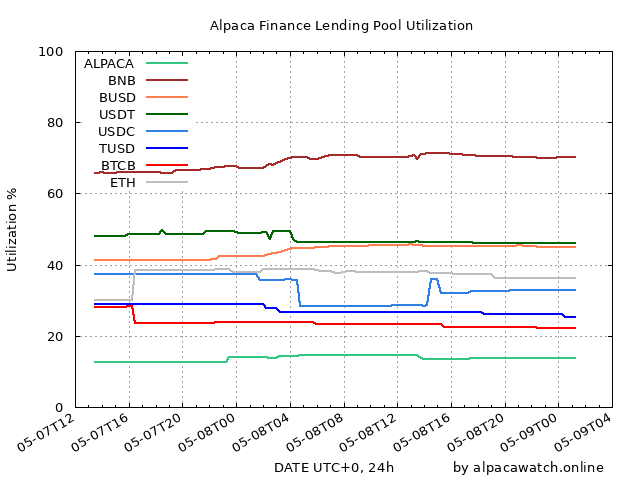 Alpaca Finance Lending Pool Utilization
100
80
60
40
20
0
Utilization %
ALPACA
BNB
BUSD
USDT
USDC
TUSD
BTCB
ETH
05-07T12
05-07T16
05-07T20
05-08T00
05-08T04
05-08T08
05-08T12
05-08T16
05-08T20
05-09T00
05-09T04
DATE UTC+0, 24h
by alpacawatch.online